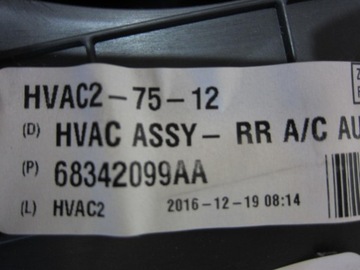 HVAC2-75-12
(D) HVAC ASSY- RR A/C AU
(P) 68342099AA
(L) HVAC2 2016-12-19 08:14